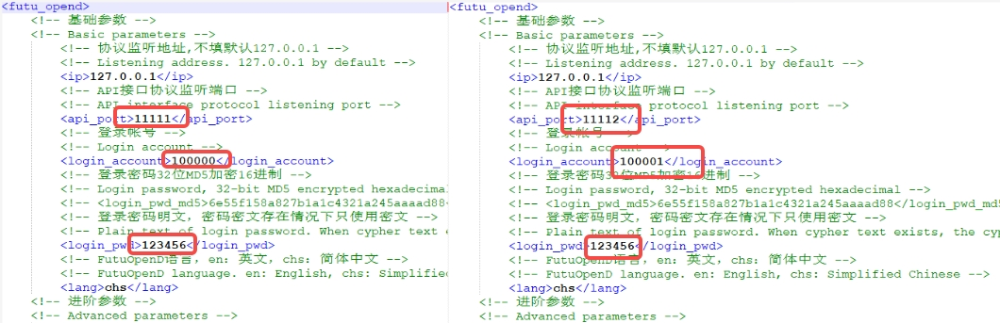 <futu_opend>
<!-- 基础参数 -->
<!-- Basic parameters -->
<!-- 协议监听地址,不填默认127.0.0.1 -->
<!-- Listening address. 127.0.0.1 by default -->
<ip>127.0.0.1</ip>
<!-- API接口协议监听端口 -->
<!-- API interface protocol listening port -->
<api_port>11111</api_port>
<!-- 登录帐号 -->
<!-- Login account -->
<login_account>100000</login_account>
<!-- 登录密码32位MD5加密16进制 -->
<!-- Login password, 32-bit MD5 encrypted hexadecimal
<!-- <login_pwd_md5>6e55f158a827b1a1c4321a245aaaad88<
<!-- 登录密码明文，密码密文存在情况下只使用密文 -->
<!-- Plain text of login password. When cypher text e
<login_pwd>123456</login_pwd>
<!-- FutuOpenD语言，en: 英文，chs: 简体中文 -->
<!-- FutuOpenD language. en: English, chs: Simplified
<lang>chs</lang>
<!-- 进阶参数 -->
<!-- Advanced parameters -->
<futu_opend>
<!-- 基础参数 -->
<!-- Basic parameters -->
<!-- 协议监听地址,不填默认127.0.0.1 -->
<!-- Listening address. 127.0.0.1 by default -->
<ip>127.0.0.1</ip>
<!-- API接口协议监听端口 -->
<!-- API interface protocol listening port -->
<api_port>11112</api_port>
<!-- 登录帐号 -->
<!-- Login account -->
<login_account>100001</login_account>
<!-- 登录密码32位MD5加密16进制 -->
<!-- Login password, 32-bit MD5 encrypted hexadecimal -->
<!-- <login_pwd_md5>6e55f158a827b1a1c4321a245aaaad88</login_pwd_md
<!-- 登录密码明文，密码密文存在情况下只使用密文 -->
<!-- Plain text of login password. When cypher text exists, the cyp
<login_pwd>123456</login_pwd>
<!-- FutuOpenD语言，en: 英文，chs: 简体中文 -->
<!-- FutuOpenD language. en: English, chs: Simplified Chinese -->
<lang>chs</lang>
<!-- 进阶参数 -->
<!-- Advanced parameters -->